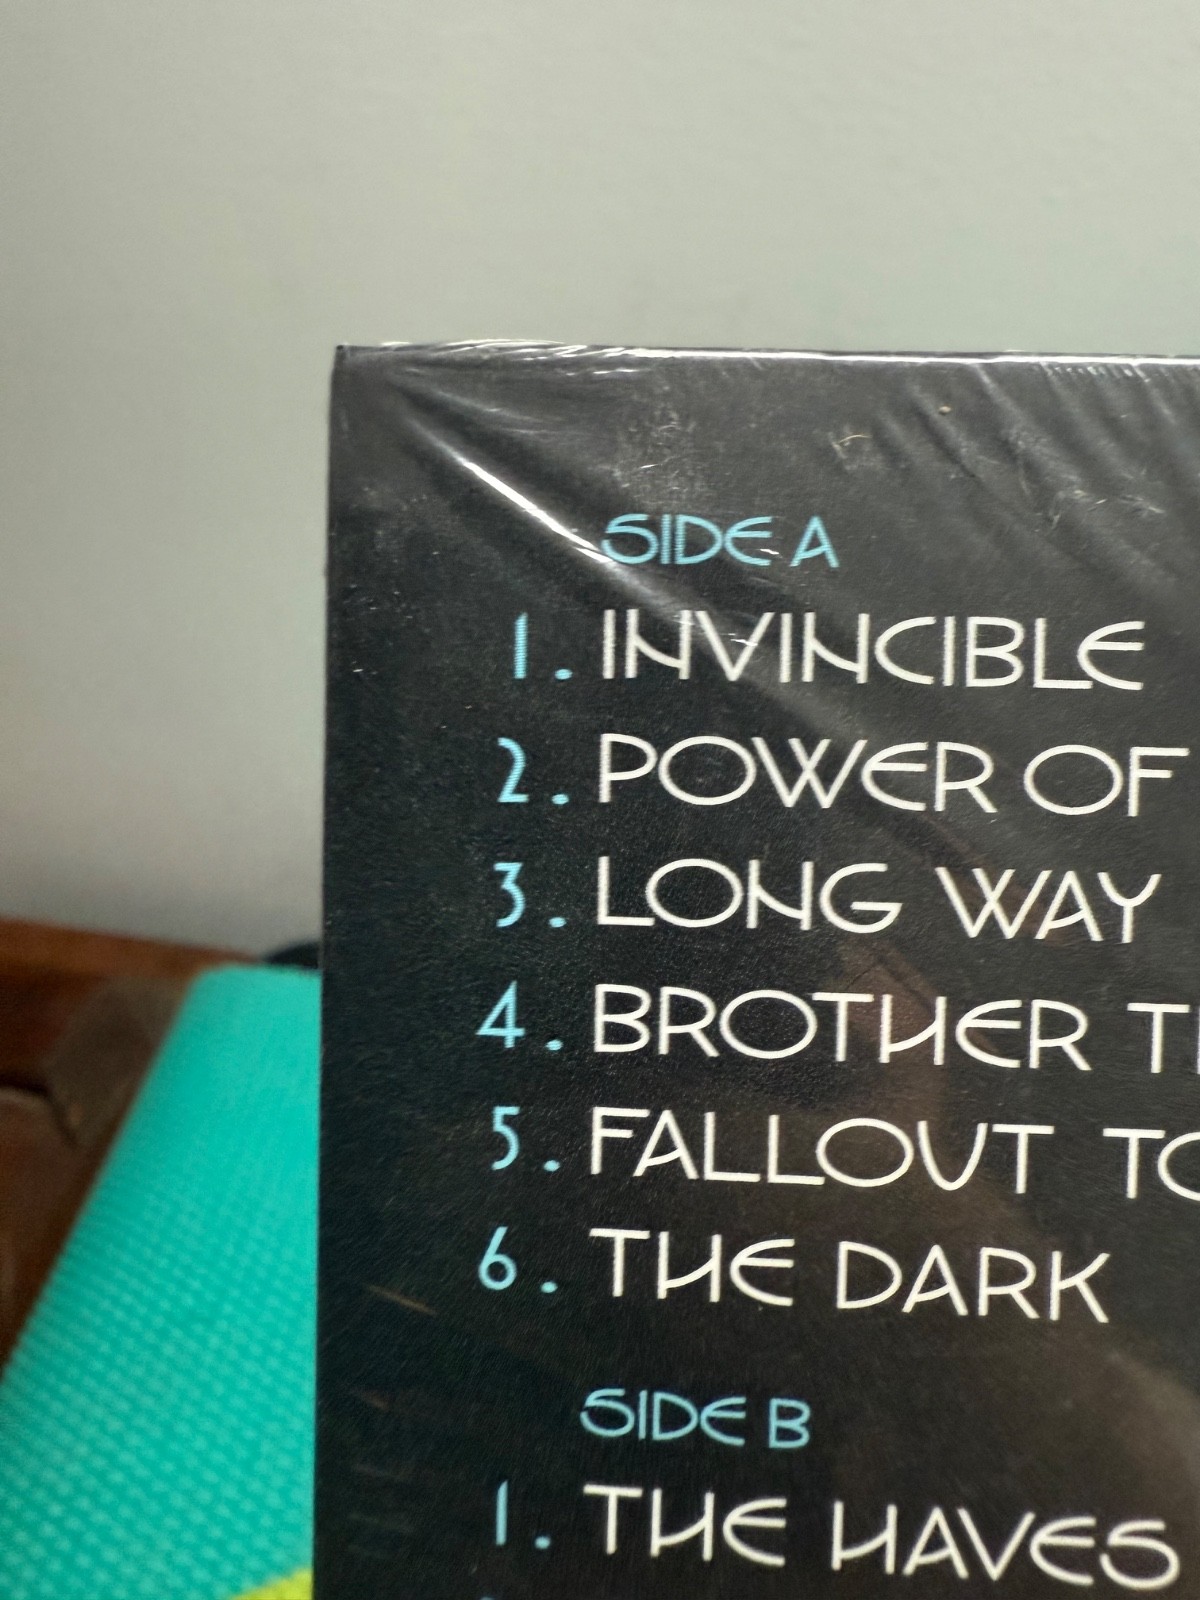 SIDE A
1. INVINCIBLE
2. POWER OF
3. LONG WAY
4. BROTHER
5. FALLOUT TO
6. THE DARK
SIDE B
1. THE HAVES